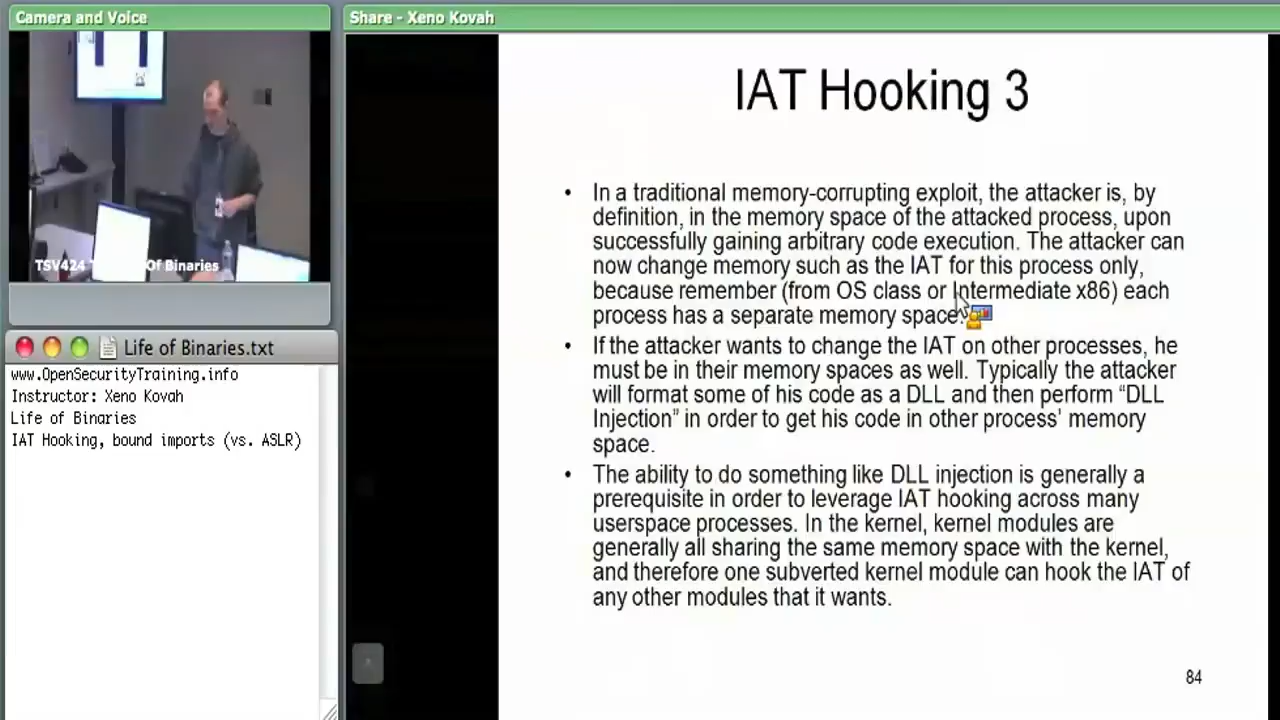 Camera and Voice
Share - Xeno Kovah
TSV424 T Of Binaries
Life of Binaries.txt
www.OpenSecurityTraining.info
Instructor: Xeno Kovah
Life of Binaries
IAT Hooking, bound imports (vs. ASLR)
IAT Hooking 3
• In a traditional memory-corrupting exploit, the attacker is, by
definition, in the memory space of the attacked process, upon
successfully gaining arbitrary code execution. The attacker can
now change memory such as the IAT for this process only,
because remember (from OS class or Intermediate x86) each
process has a separate memory space.
• If the attacker wants to change the IAT on other processes, he
must be in their memory spaces as well. Typically the attacker
will format some of his code as a DLL and then perform “DLL
Injection” in order to get his code in other process’ memory
space.
• The ability to do something like DLL injection is generally a
prerequisite in order to leverage IAT hooking across many
userspace processes. In the kernel, kernel modules are
generally all sharing the same memory space with the kernel,
and therefore one subverted kernel module can hook the IAT of
any other modules that it wants.
84